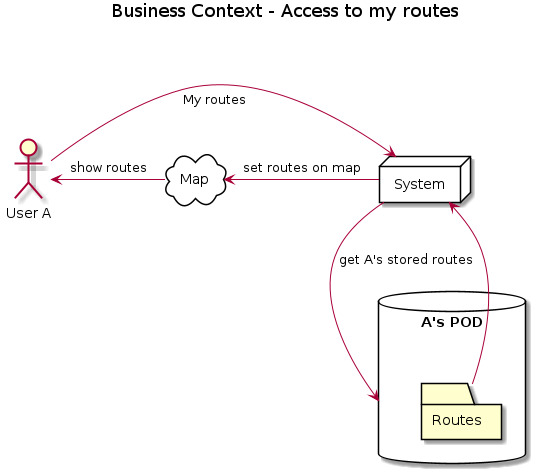 Business Context - Access to my routes
My routes
show routes
set routes on map
Map
System
User A
get A's stored routes
A's POD
Routes